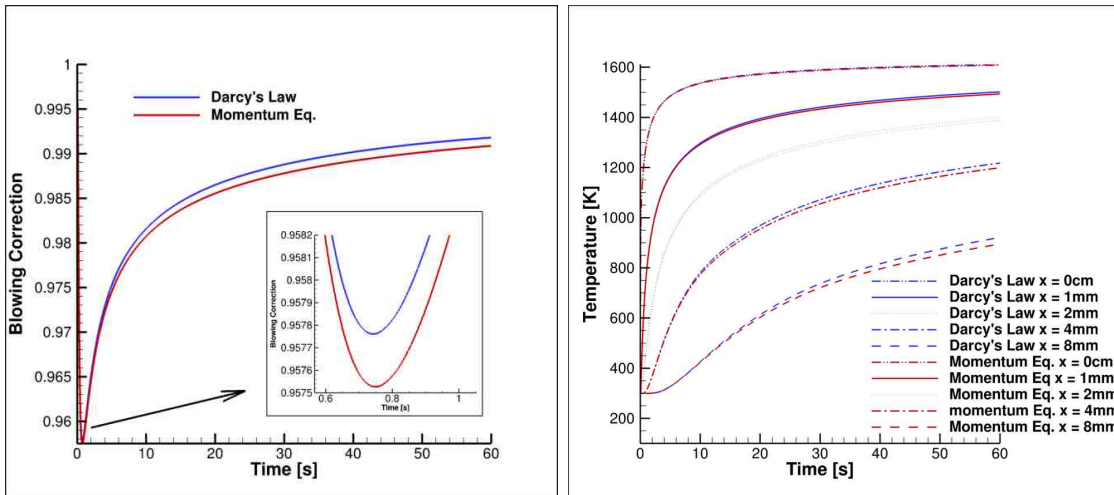 Blowing Correction
1
0.995
0.99
0.985
0.98
0.975
0.97
0.965
0.96
Darcy's Law
Momentum Eq.
0 10 20 30 40 50 60
Time [s]
Blowing Correction
0.9582
0.9581
0.958
0.9579
0.9578
0.9577
0.9576
0.9575
0.6 0.8 1
Time [s]
Temperature [K]
1600
1400
1200
1000
800
600
400
200
0 10 20 30 40 50 60
Time [s]
Darcy's Law x = 0cm
Darcy's Law x = 1mm
Darcy's Law x = 2mm
Darcy's Law x = 4mm
Darcy's Law x = 8mm
Momentum Eq. x = 0cm
Momentum Eq x = 1mm
Momentum Eq. x = 2mm
momentum Eq. x = 4mm
Momentum Eq. x = 8mm